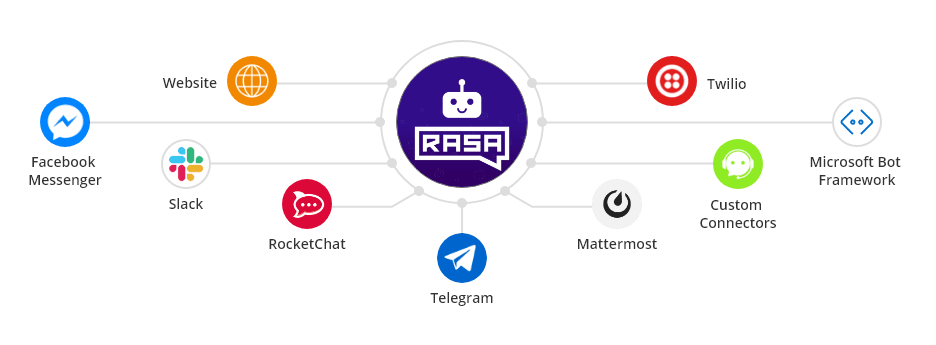 Website
Twilio
RASA
Facebook
Messenger
Microsoft Bot
Framework
Slack
Custom
Connectors
RocketChat
Mattermost
Telegram